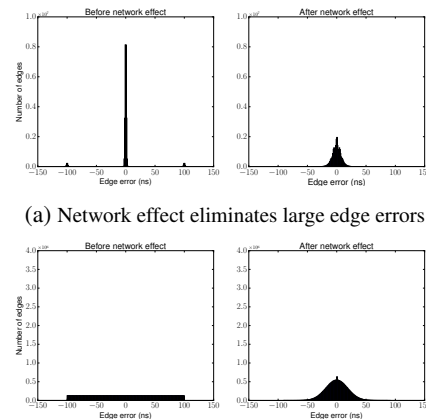 Before network effect
After network effect
Number of edges
1.0
0.8
0.6
0.4
0.2
0.0
−150 −100 −50 0 50 100 150
Edge error (ns)
1.0
0.8
0.6
0.4
0.2
0.0
−150 −100 −50 0 50 100 150
Edge error (ns)
(a) Network effect eliminates large edge errors
Before network effect
After network effect
Number of edges
4.0
3.5
3.0
2.5
2.0
1.5
1.0
0.5
0.0
−150 −100 −50 0 50 100 150
Edge error (ns)
4.0
3.5
3.0
2.5
2.0
1.5
1.0
0.5
0.0
−150 −100 −50 0 50 100 150
Edge error (ns)